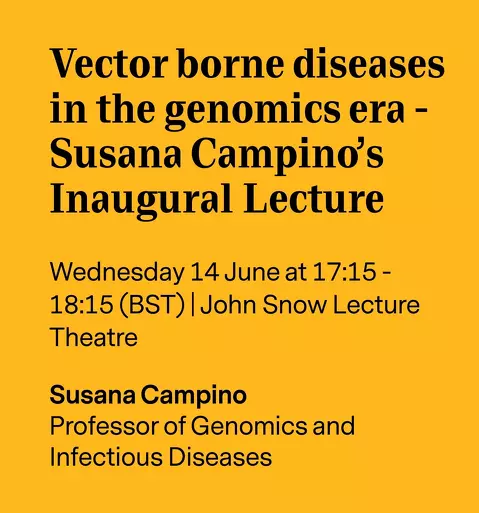 Vector borne diseases
in the genomics era -
Susana Campino's
Inaugural Lecture
Wednesday 14 June at 17:15 -
18:15 (BST) | John Snow Lecture
Theatre
Susana Campino
Professor of Genomics and
Infectious Diseases